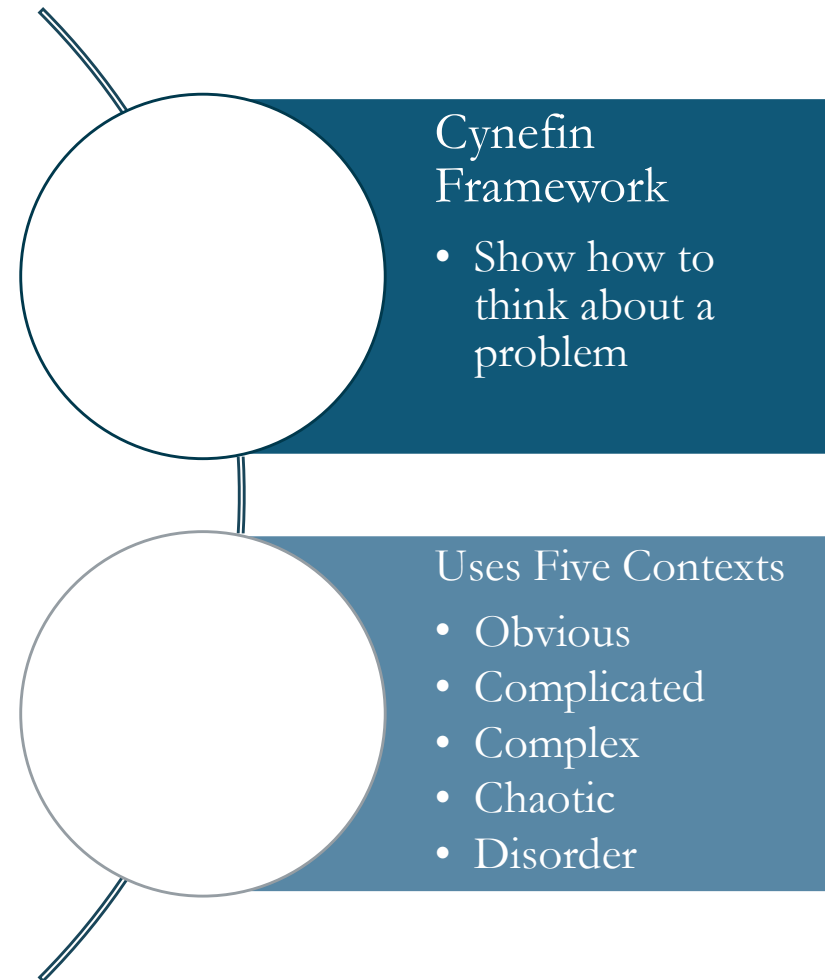 Cynefin
Framework
• Show how to
think about a
problem
Uses Five Contexts
• Obvious
• Complicated
• Complex
• Chaotic
• Disorder